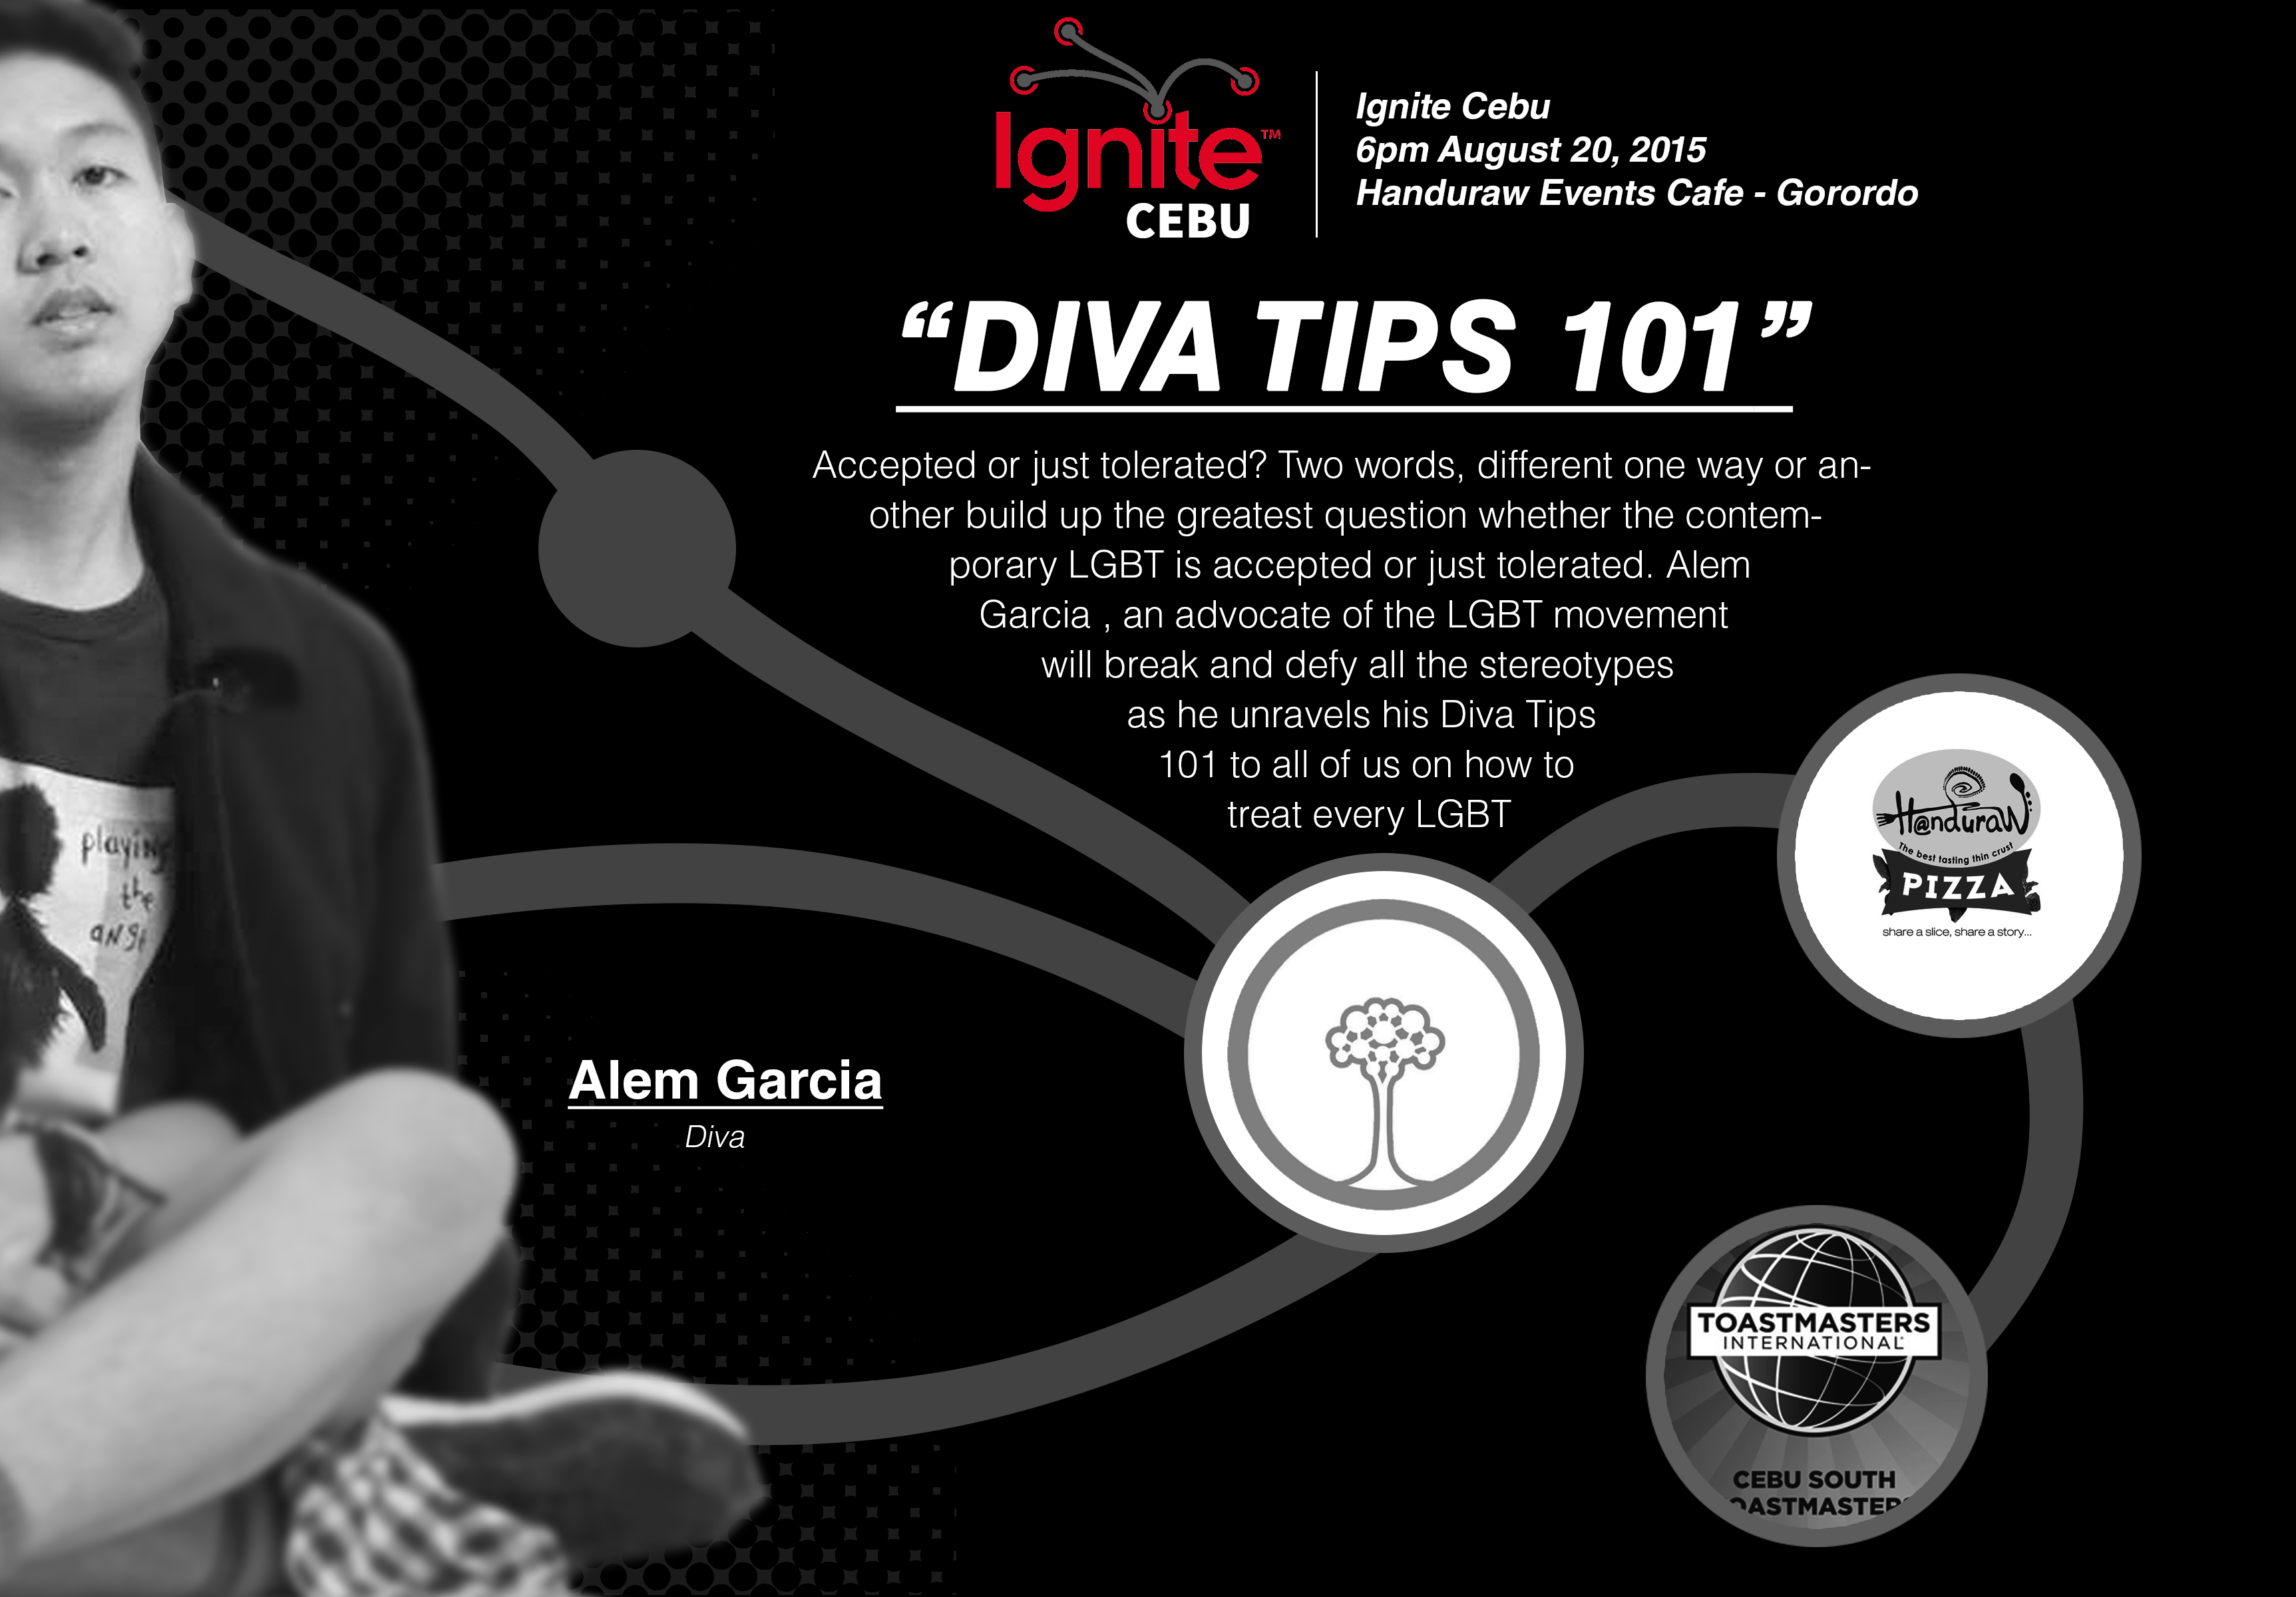 Ignite™
CEBU
Ignite Cebu
6pm August 20, 2015
Handuraw Events Cafe - Gorordo
“DIVA TIPS 101”
Accepted or just tolerated? Two words, different one way or an-
other build up the greatest question whether the contem-
porary LGBT is accepted or just tolerated. Alem
Garcia , an advocate of the LGBT movement
will break and defy all the stereotypes
as he unravels his Diva Tips
101 to all of us on how to
treat every LGBT
H@nduraw
The best tasting thin crust
PIZZA
share a slice, share a story...
playing
the
Alem Garcia
Diva
TOASTMASTERS
INTERNATIONAL
CEBU SOUTH
OASTMASTER